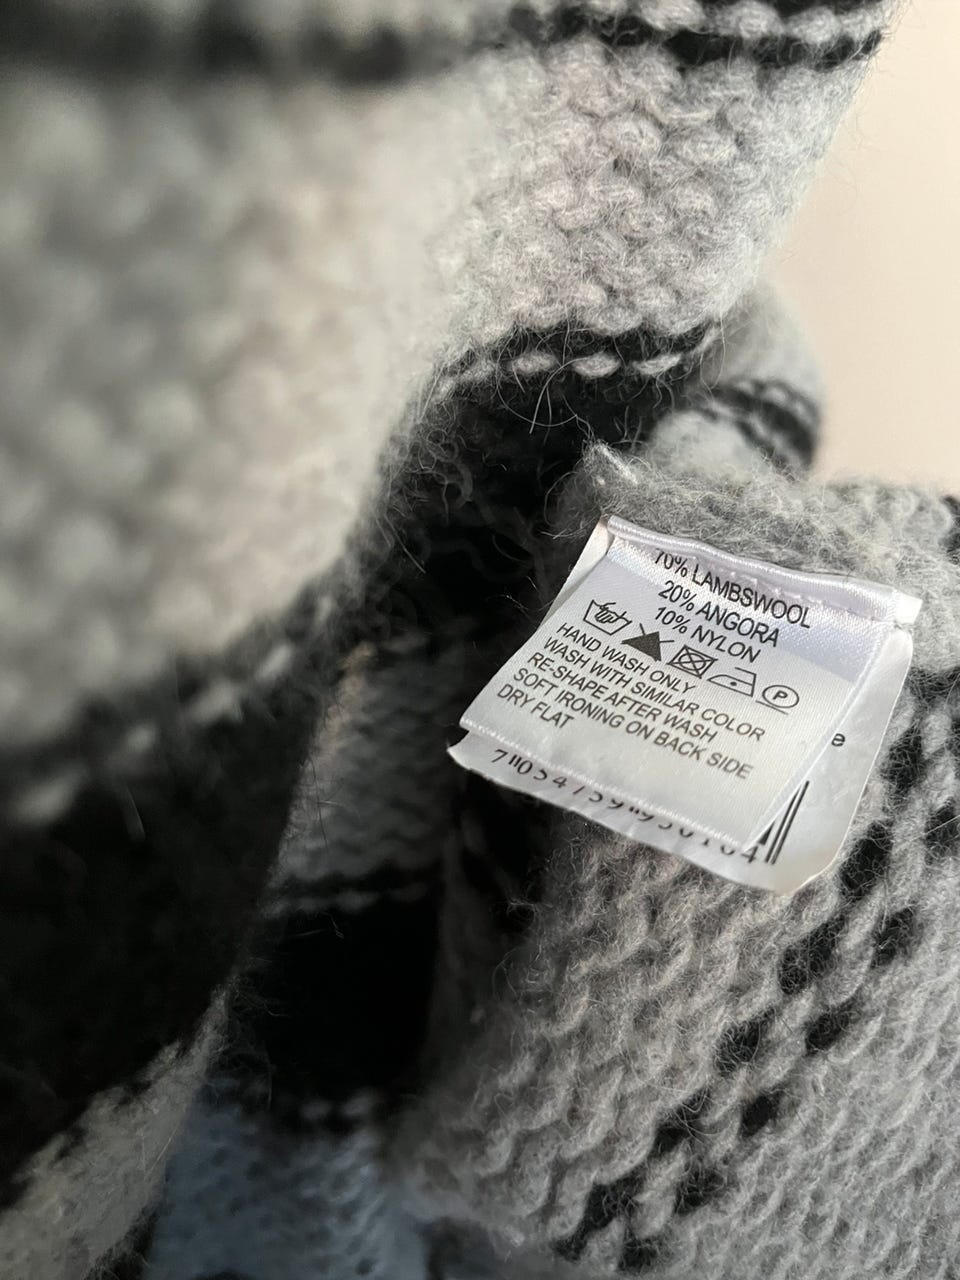 70% LAMBSWOOL
20% ANGORA
10% NYLON
P
HAND WASH ONLY
WASH WITH SIMILAR COLOR
RE-SHAPE AFTER WASH
SOFT IRONING ON BACK SIDE
DRY FLAT
e